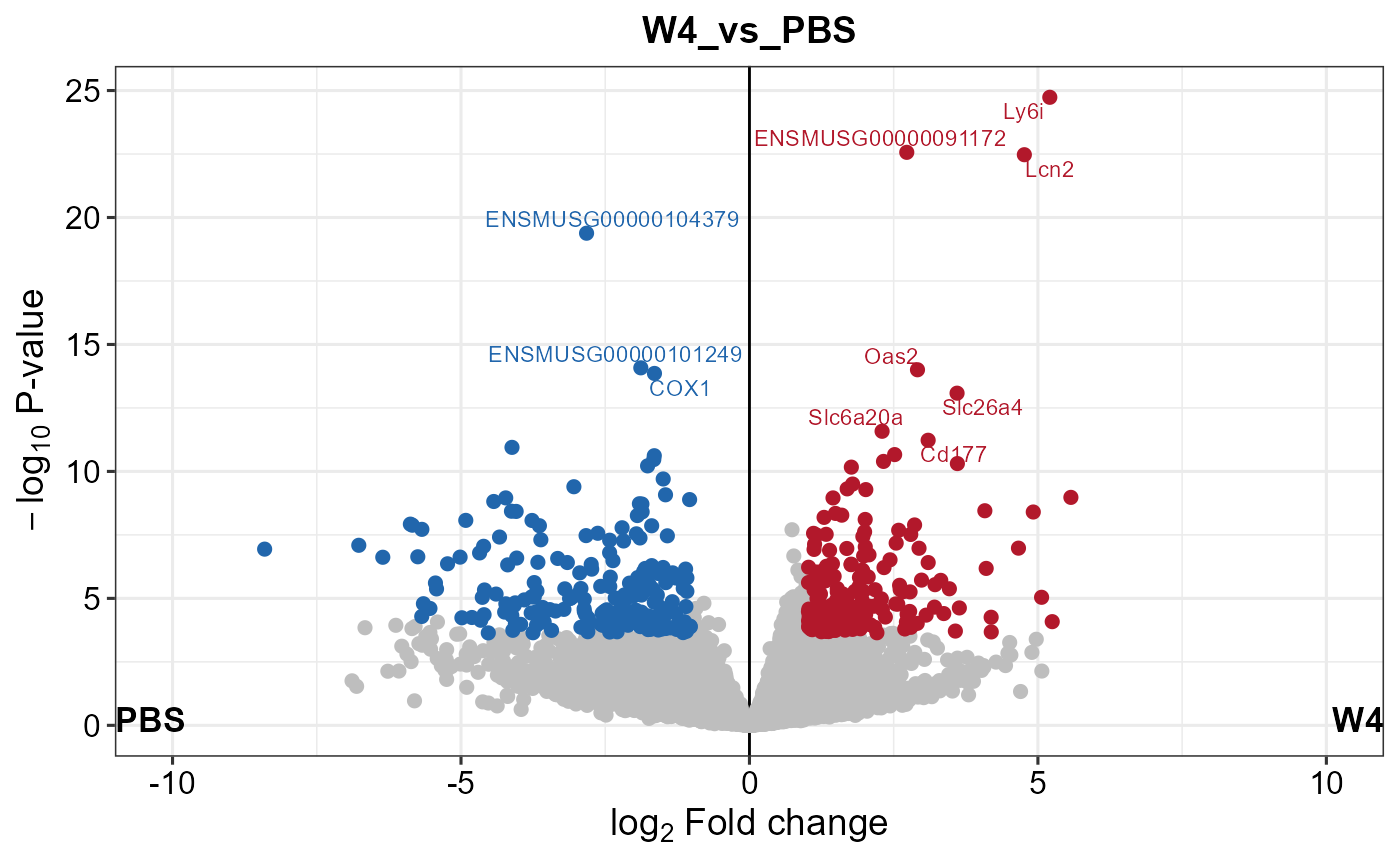 W4_vs_PBS
25
Ly6i
ENSMUSG00000091172
Lcn2
20
ENSMUSG00000104379
15
Oas2
ENSMUSG00000101249
COX1
Slc26a4
Slc6a20a
Cd177
10
5
0
PBS
W4
-10
-5
0
5
10
− log10 P-value
log2 Fold change